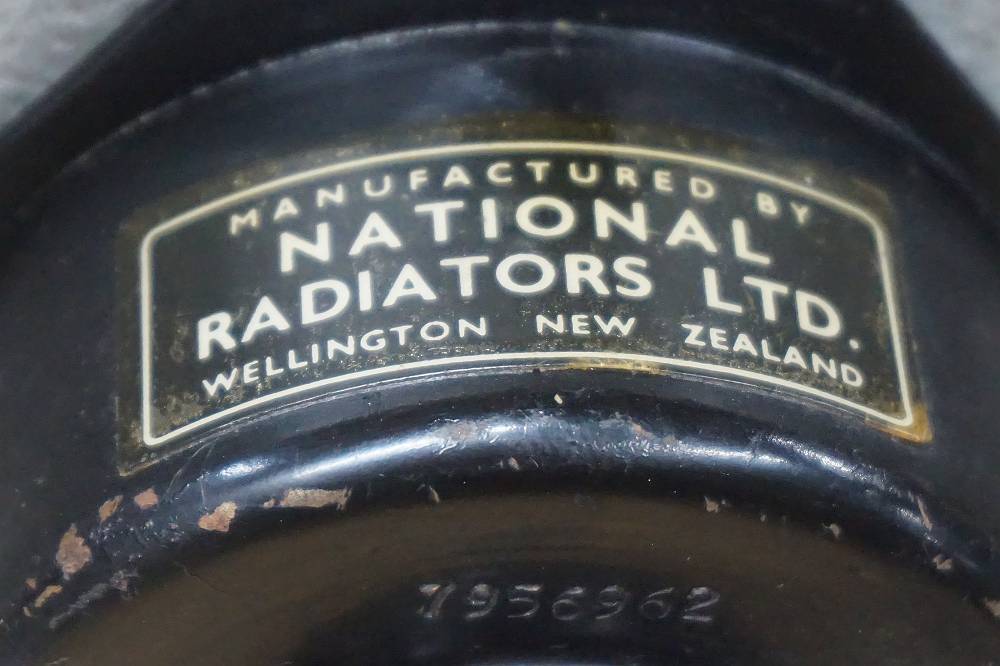 MANUFACTURED BY
NATIONAL
RADIATORS LTD.
WELLINGTON NEW ZEALAND
7956962